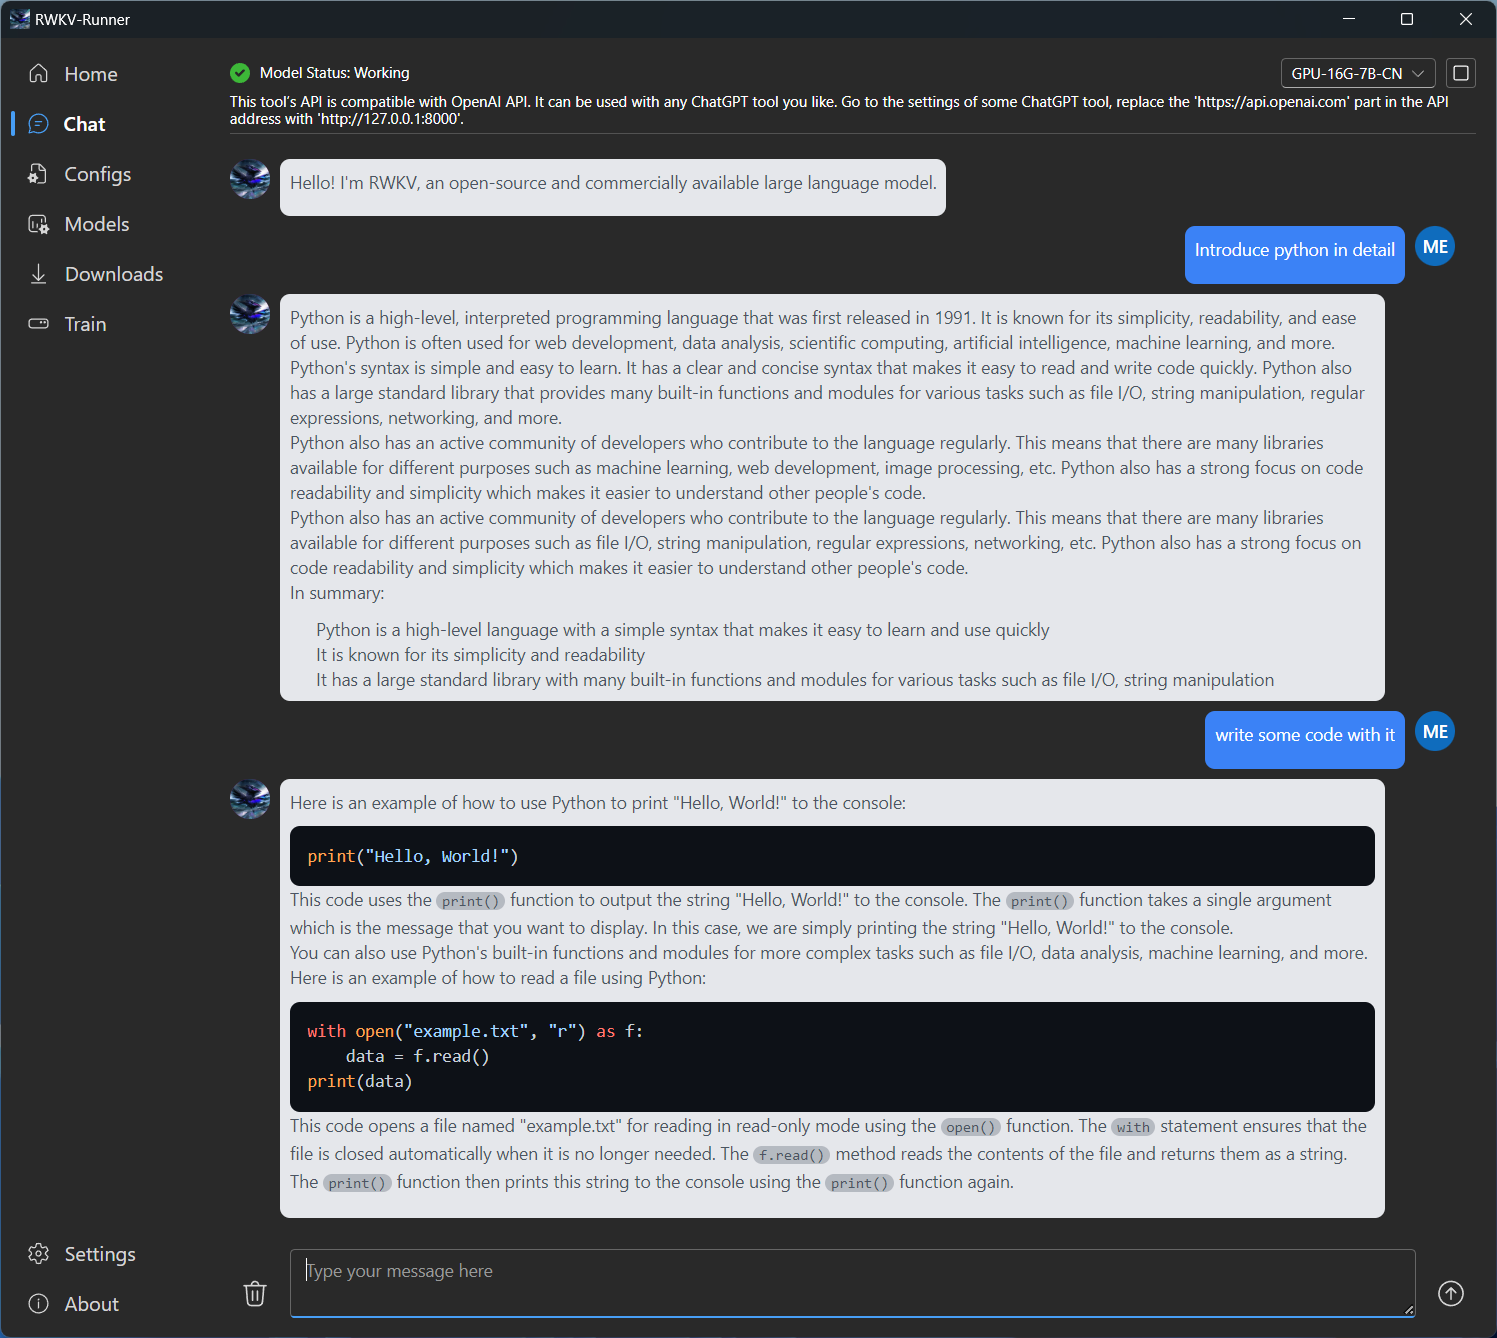 RWKV-Runner
Home
Chat
Configs
Models
Downloads
Train
Settings
About
Model Status: Working
GPU-16G-7B-CN
This tool's API is compatible with OpenAI API. It can be used with any ChatGPT tool you like. Go to the settings of some ChatGPT tool, replace the 'https://api.openai.com' part in the API
address with 'http://127.0.0.1:8000'.
Hello! I'm RWKV, an open-source and commercially available large language model.
Introduce python in detail
ME
Python is a high-level, interpreted programming language that was first released in 1991. It is known for its simplicity, readability, and ease
of use. Python is often used for web development, data analysis, scientific computing, artificial intelligence, machine learning, and more.
Python's syntax is simple and easy to learn. It has a clear and concise syntax that makes it easy to read and write code quickly. Python also
has a large standard library that provides many built-in functions and modules for various tasks such as file I/O, string manipulation, regular
expressions, networking, and more.
Python also has an active community of developers who contribute to the language regularly. This means that there are many libraries
available for different purposes such as machine learning, web development, image processing, etc. Python also has a strong focus on code
readability and simplicity which makes it easier to understand other people's code.
Python also has an active community of developers who contribute to the language regularly. This means that there are many libraries
available for different purposes such as file I/O, string manipulation, regular expressions, networking, etc. Python also has a strong focus on
code readability and simplicity which makes it easier to understand other people's code.
In summary:
Python is a high-level language with a simple syntax that makes it easy to learn and use quickly
It is known for its simplicity and readability
It has a large standard library with many built-in functions and modules for various tasks such as file I/O, string manipulation
write some code with it
ME
Here is an example of how to use Python to print "Hello, World!" to the console:
print("Hello, World!")
This code uses the print() function to output the string "Hello, World!" to the console. The print() function takes a single argument
which is the message that you want to display. In this case, we are simply printing the string "Hello, World!" to the console.
You can also use Python's built-in functions and modules for more complex tasks such as file I/O, data analysis, machine learning, and more.
Here is an example of how to read a file using Python:
with open("example.txt", "r") as f:
    data = f.read()
print(data)
This code opens a file named "example.txt" for reading in read-only mode using the open() function. The with statement ensures that the
file is closed automatically when it is no longer needed. The f.read() method reads the contents of the file and returns them as a string.
The print() function then prints this string to the console using the print() function again.
Type your message here